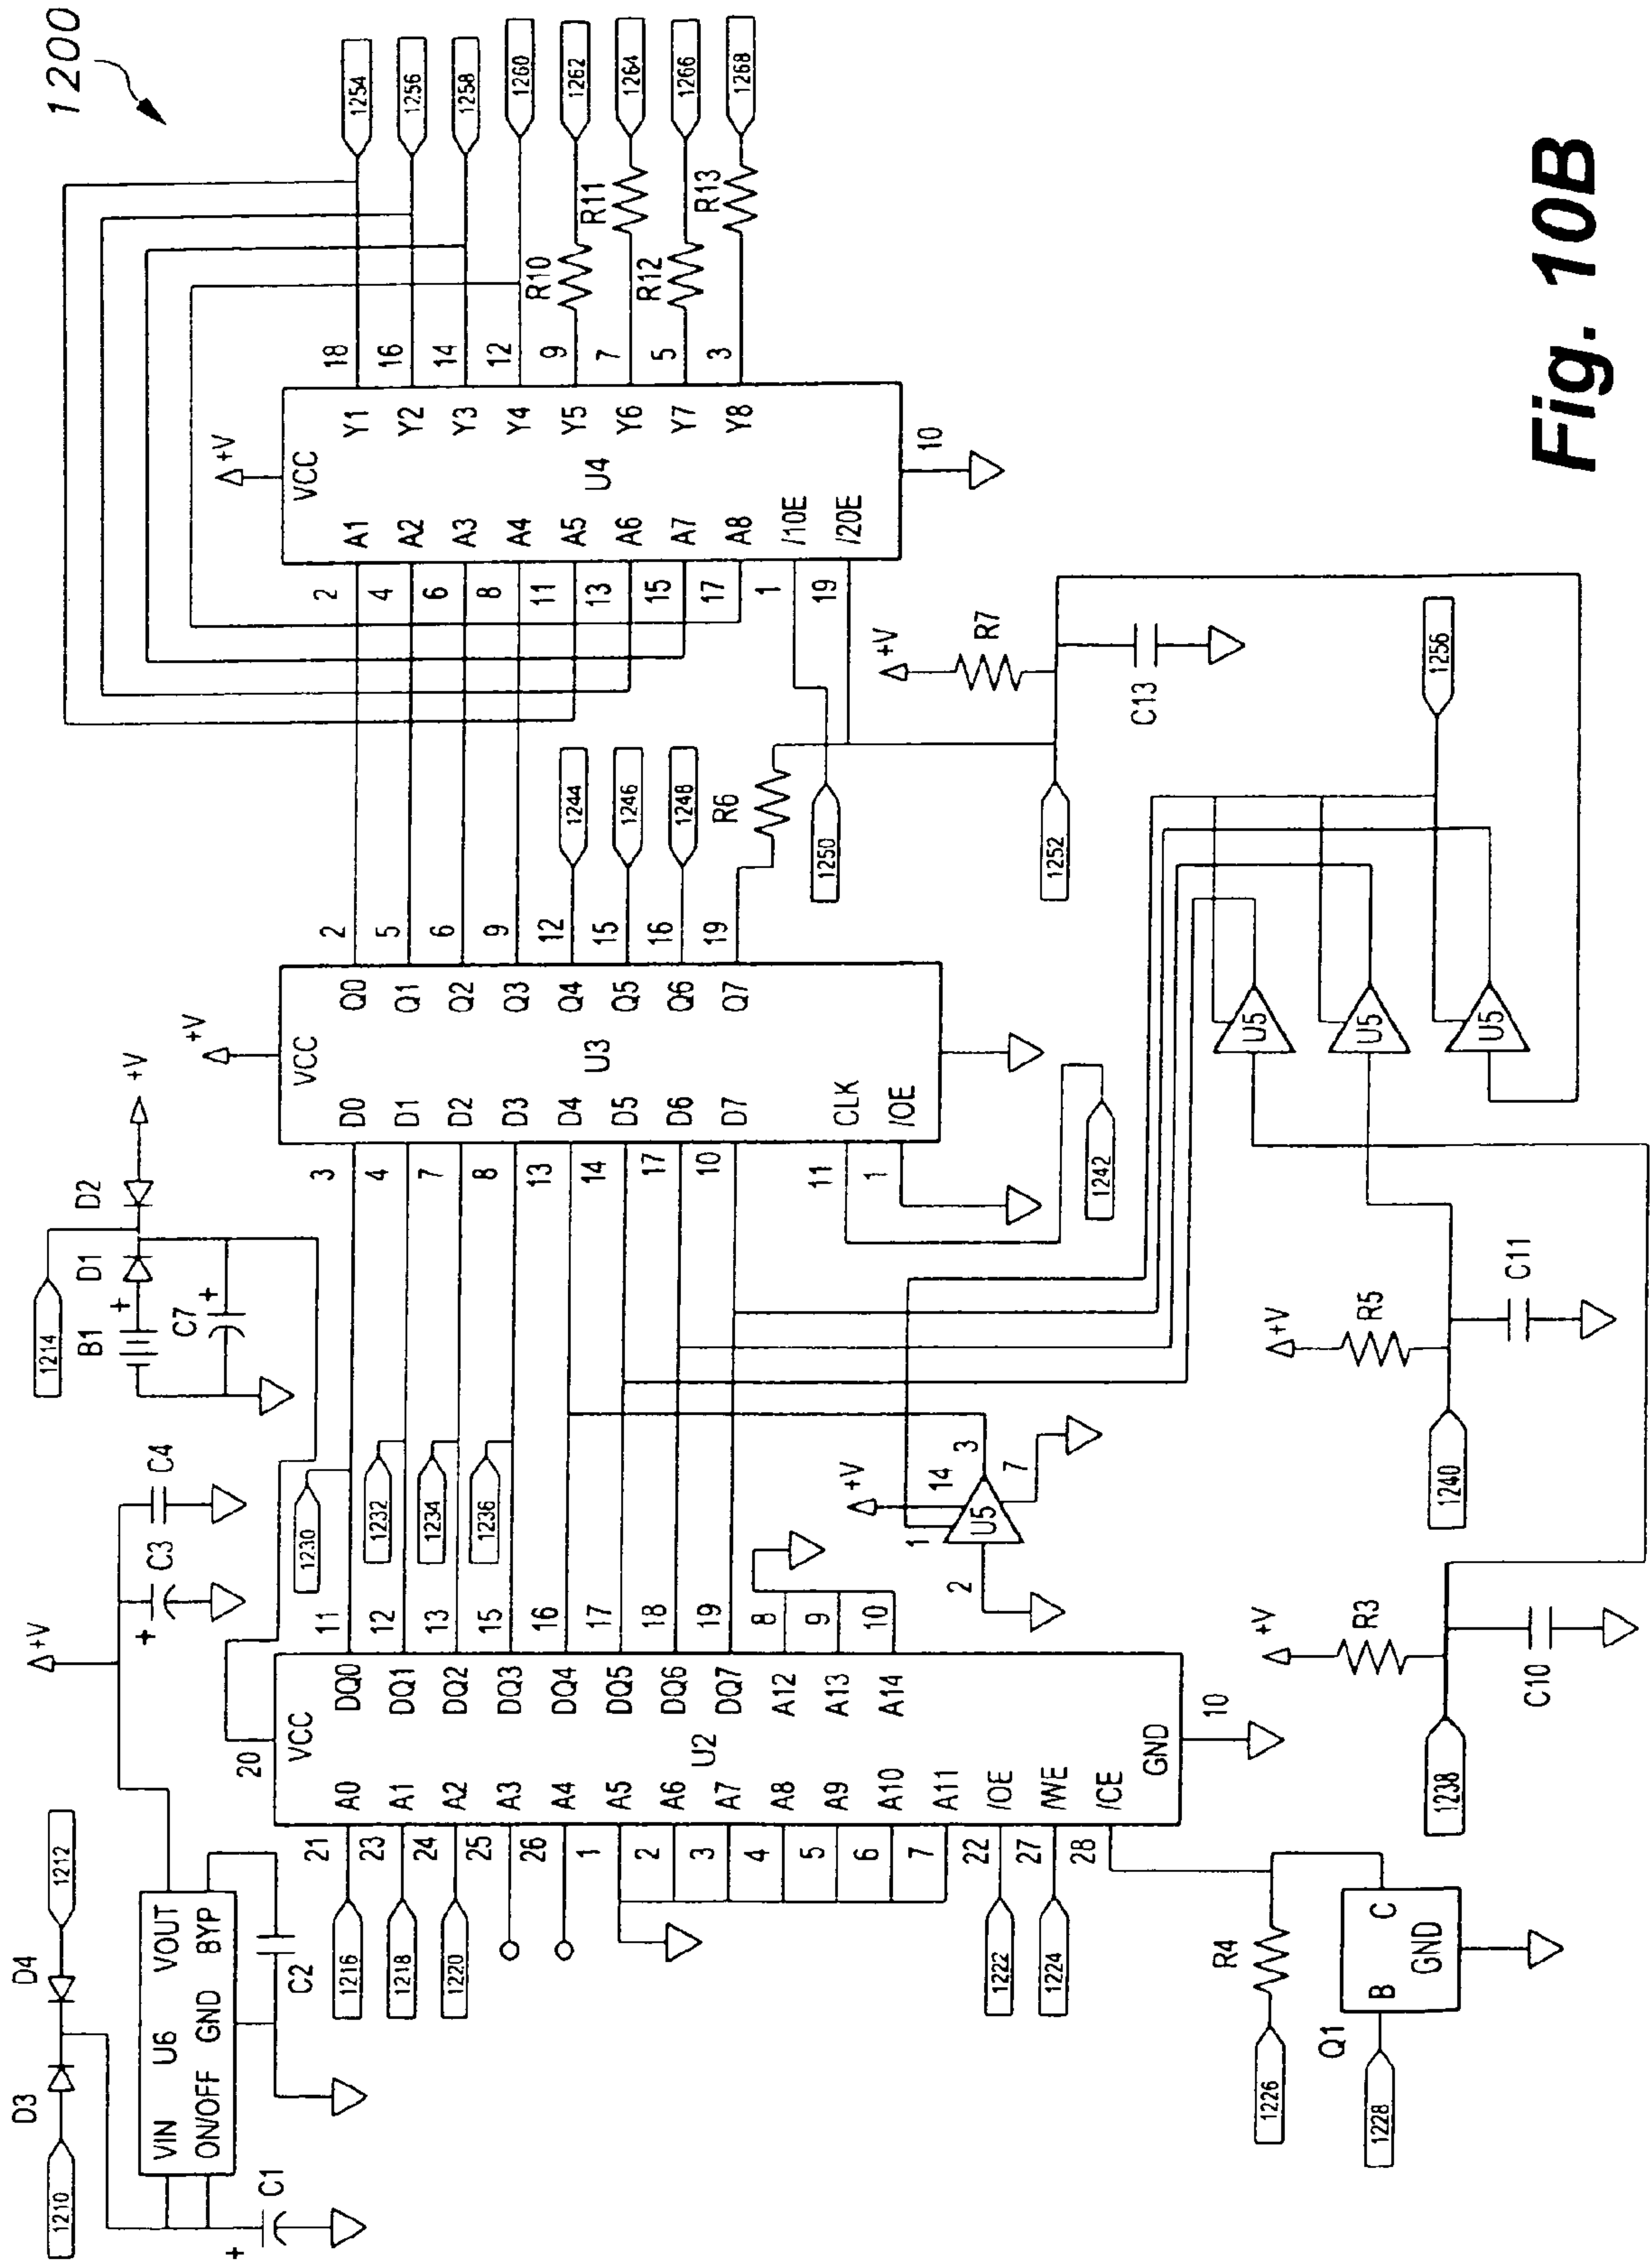 1200
1210
D3
D4
1212
VIN U6 VOUT
ON/OFF GND BYP
+
C1
C2
+V
+
C3
C4
1214
B1
+
D1
D2
+V
C7
+
20
VCC
U2
1216
21
A0
1218
23
A1
1220
24
A2
25
A3
26
A4
1
A5
2
A6
3
A7
4
A8
5
A9
6
A10
7
A11
1222
22
/OE
1224
27
/WE
28
/CE
GND
10
DQ0
11
DQ1
12
DQ2
13
DQ3
15
DQ4
16
DQ5
17
DQ6
18
DQ7
19
A12
8
A13
9
A14
10
1226
R4
1228
Q1
B
C
GND
1230
1232
1234
1236
+V
1
14
U5
2
3
7
+V
VCC
U3
3
D0
4
D1
7
D2
8
D3
13
D4
14
D5
17
D6
10
D7
11
CLK
1
/OE
1242
Q0
2
Q1
5
Q2
6
Q3
9
Q4
12
Q5
15
Q6
16
Q7
19
1244
1246
1248
R6
1250
1252
+V
R7
C13
1256
U5
U5
U5
+V
R3
1238
C10
+V
R5
1240
C11
+V
VCC
U4
2
A1
4
A2
6
A3
8
A4
11
A5
13
A6
15
A7
17
A8
1
/10E
19
/20E
10
Y1
18
1254
Y2
16
1256
Y3
14
1258
Y4
12
1260
Y5
9
R10
1262
Y6
7
R11
1264
Y7
5
R12
1266
Y8
3
R13
1268
Fig. 10B